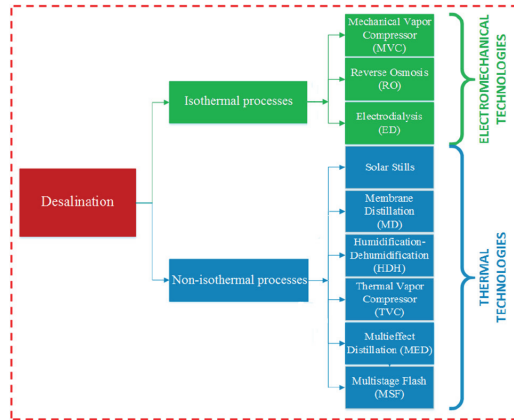 Desalination
Isothermal processes
Non-isothermal processes
Mechanical Vapor
Compressor
(MVC)
Reverse Osmosis
(RO)
Electrodialysis
(ED)
Solar Stills
Membrane
Distillation
(MD)
Humidification-
Dehumidification
(HDH)
Thermal Vapor
Compressor
(TVC)
Multieffect
Distillation (MED)
Multistage Flash
(MSF)
ELECTROMECHANICAL
TECHNOLOGIES
THERMAL
TECHNOLOGIES